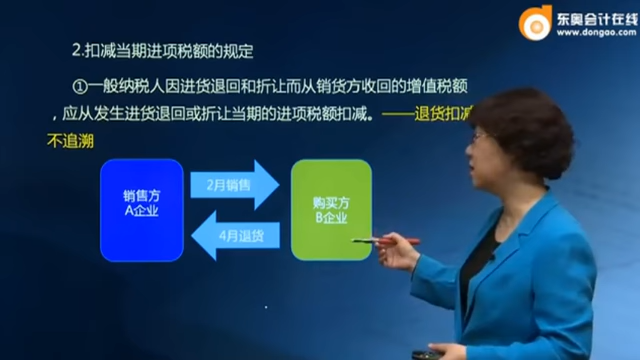 东奥会计在线
www.dongao.com
2.扣减当期进项税额的规定
①一般纳税人因进货退回和折让而从销货方收回的增值税额
，应从发生进货退回或折让当期的进项税额扣减。——退货扣减
不追溯
销售方
A企业
2月销售
4月退货
购买方
B企业